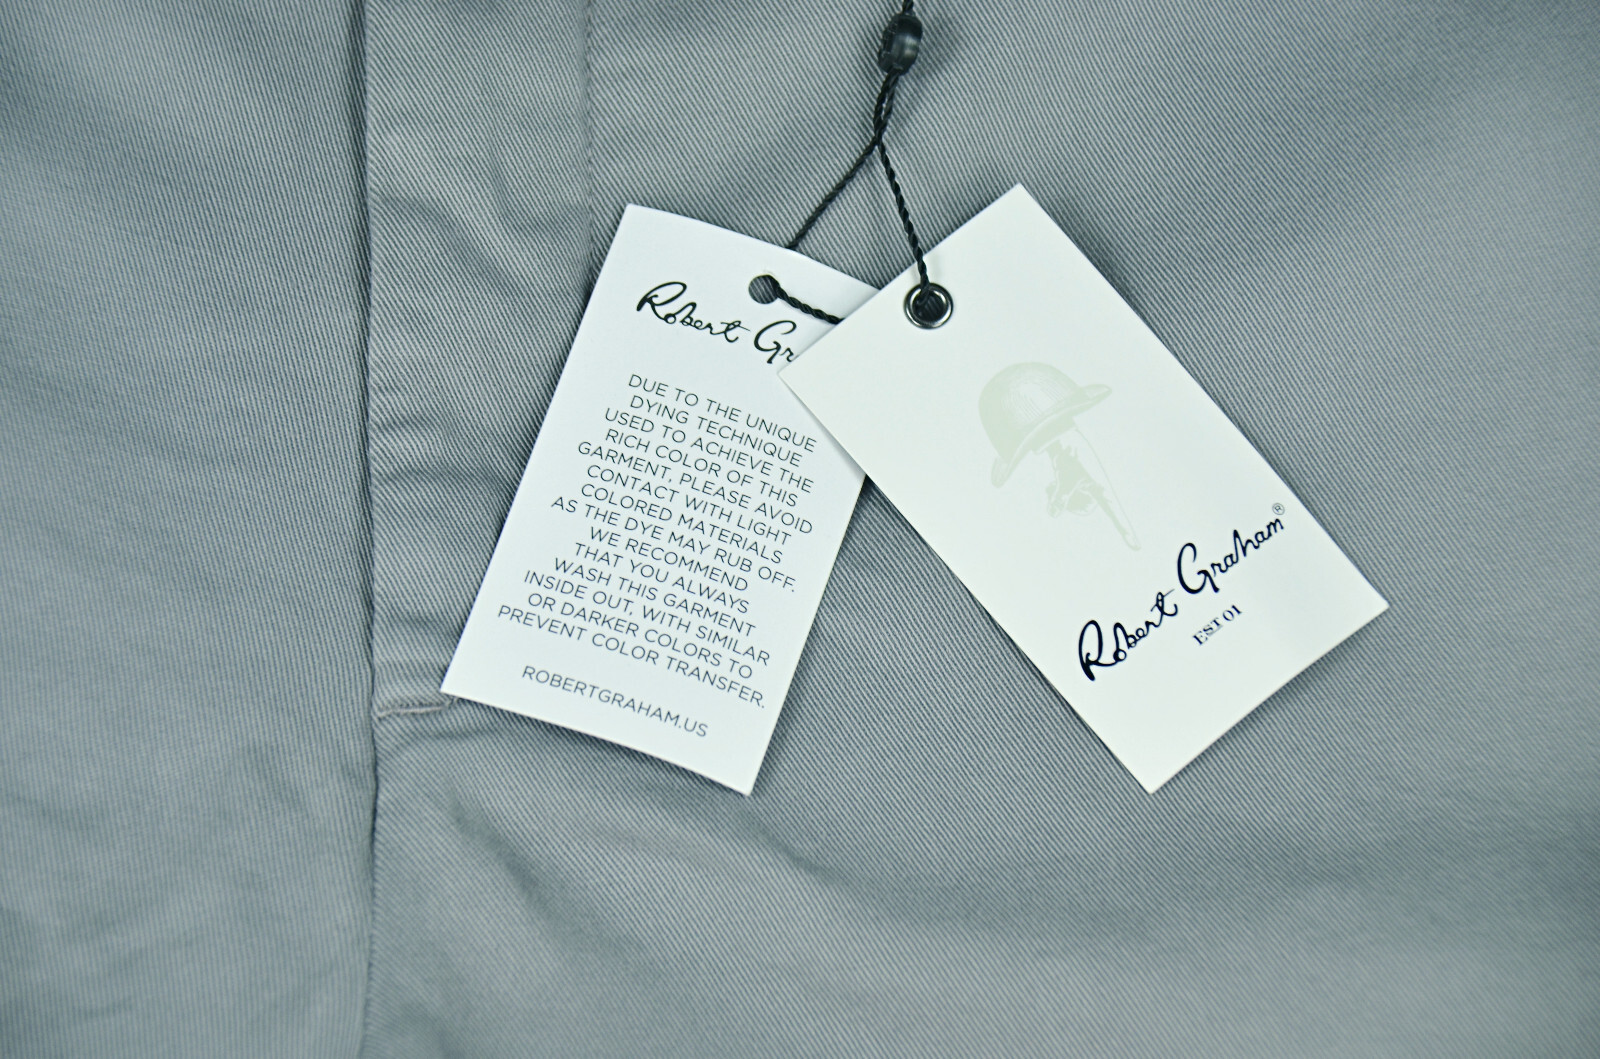 Robert Gr
DUE TO THE UNIQUE
DYING TECHNIQUE
USED TO ACHIEVE THE
RICH COLOR OF THIS
GARMENT, PLEASE AVOID
CONTACT WITH LIGHT
COLORED MATERIALS
AS THE DYE MAY RUB OFF.
WE RECOMMEND
THAT YOU ALWAYS
WASH THIS GARMENT
INSIDE OUT, WITH SIMILAR
OR DARKER COLORS TO
PREVENT COLOR TRANSFER.
ROBERTGRAHAM.US
Robert Graham®
EST 01